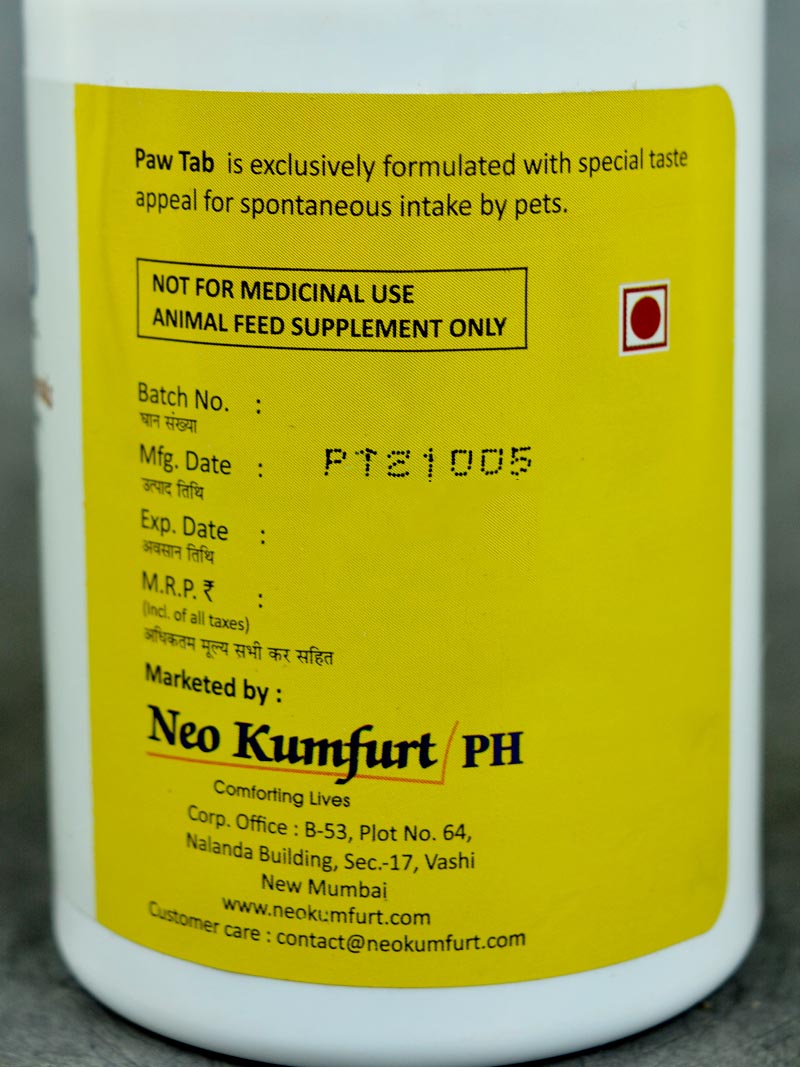 Paw Tab is exclusively formulated with special taste
appeal for spontaneous intake by pets.
NOT FOR MEDICINAL USE
ANIMAL FEED SUPPLEMENT ONLY
Batch No. :
घान संख्या
Mfg. Date : PT21005
उत्पाद तिथि
Exp. Date :
अवसान तिथि
M.R.P. ₹ :
(Incl. of all taxes)
अधिकतम मूल्य सभी कर सहित
Marketed by :
Neo Kumfurt PH
Comforting Lives
Corp. Office : B-53, Plot No. 64,
Nalanda Building, Sec.-17, Vashi
New Mumbai
www.neokumfurt.com
Customer care : contact@neokumfurt.com